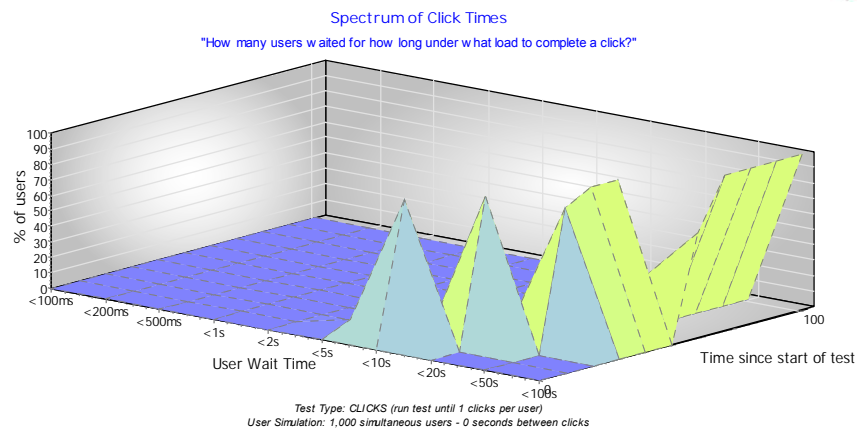 Spectrum of Click Times
"How many users waited for how long under what load to complete a click?"
100
90
80
70
60
50
40
30
20
10
0
% of users
<100ms
<200ms
<500ms
<1s
<2s
<5s
<10s
<20s
<50s
<100s
0
100
User Wait Time
Time since start of test
Test Type: CLICKS (run test until 1 clicks per user)
User Simulation: 1,000 simultaneous users - 0 seconds between clicks